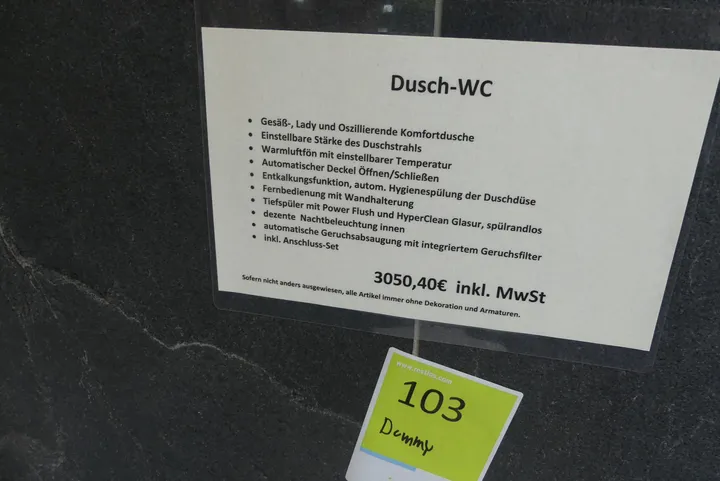 Dusch-WC
• Gesäß-, Lady und Oszillierende Komfortdusche
• Einstellbare Stärke des Duschstrahls
• Warmluftfön mit einstellbarer Temperatur
• Automatischer Deckel Öffnen/Schließen
• Entkalkungsfunktion, autom. Hygienespülung der Duschdüse
• Fernbedienung mit Wandhalterung
• Tiefspüler mit Power Flush und HyperClean Glasur, spülrandlos
• dezente Nachtbeleuchtung innen
• automatische Geruchsabsaugung mit integriertem Geruchsfilter
• inkl. Anschluss-Set
3050,40€ inkl. MwSt
Sofern nicht anders ausgewiesen, alle Artikel immer ohne Dekoration und Armaturen.
103
Dummy